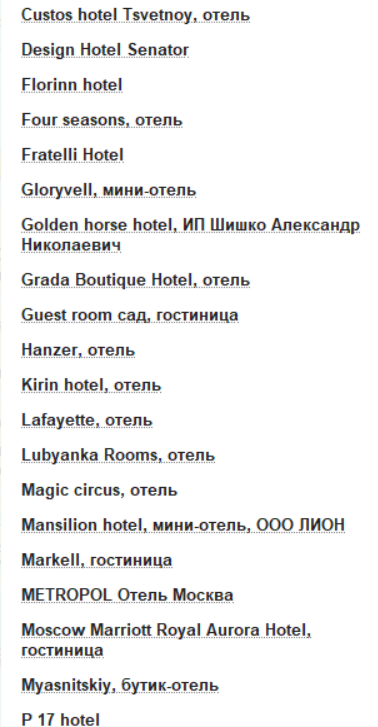 Custos hotel Tsvetnoy, отель
Design Hotel Senator
Florinn hotel
Four seasons, отель
Fratelli Hotel
Gloryvell, мини-отель
Golden horse hotel, ИП Шишко Александр
Николаевич
Grada Boutique Hotel, отель
Guest room сад, гостиница
Hanzer, отель
Kirin hotel, отель
Lafayette, отель
Lubyanka Rooms, отель
Magic circus, отель
Mansilion hotel, мини-отель, ООО ЛИОН
Markell, гостиница
METROPOL Отель Москва
Moscow Marriott Royal Aurora Hotel,
гостиница
Myasnitskiy, бутик-отель
P 17 hotel